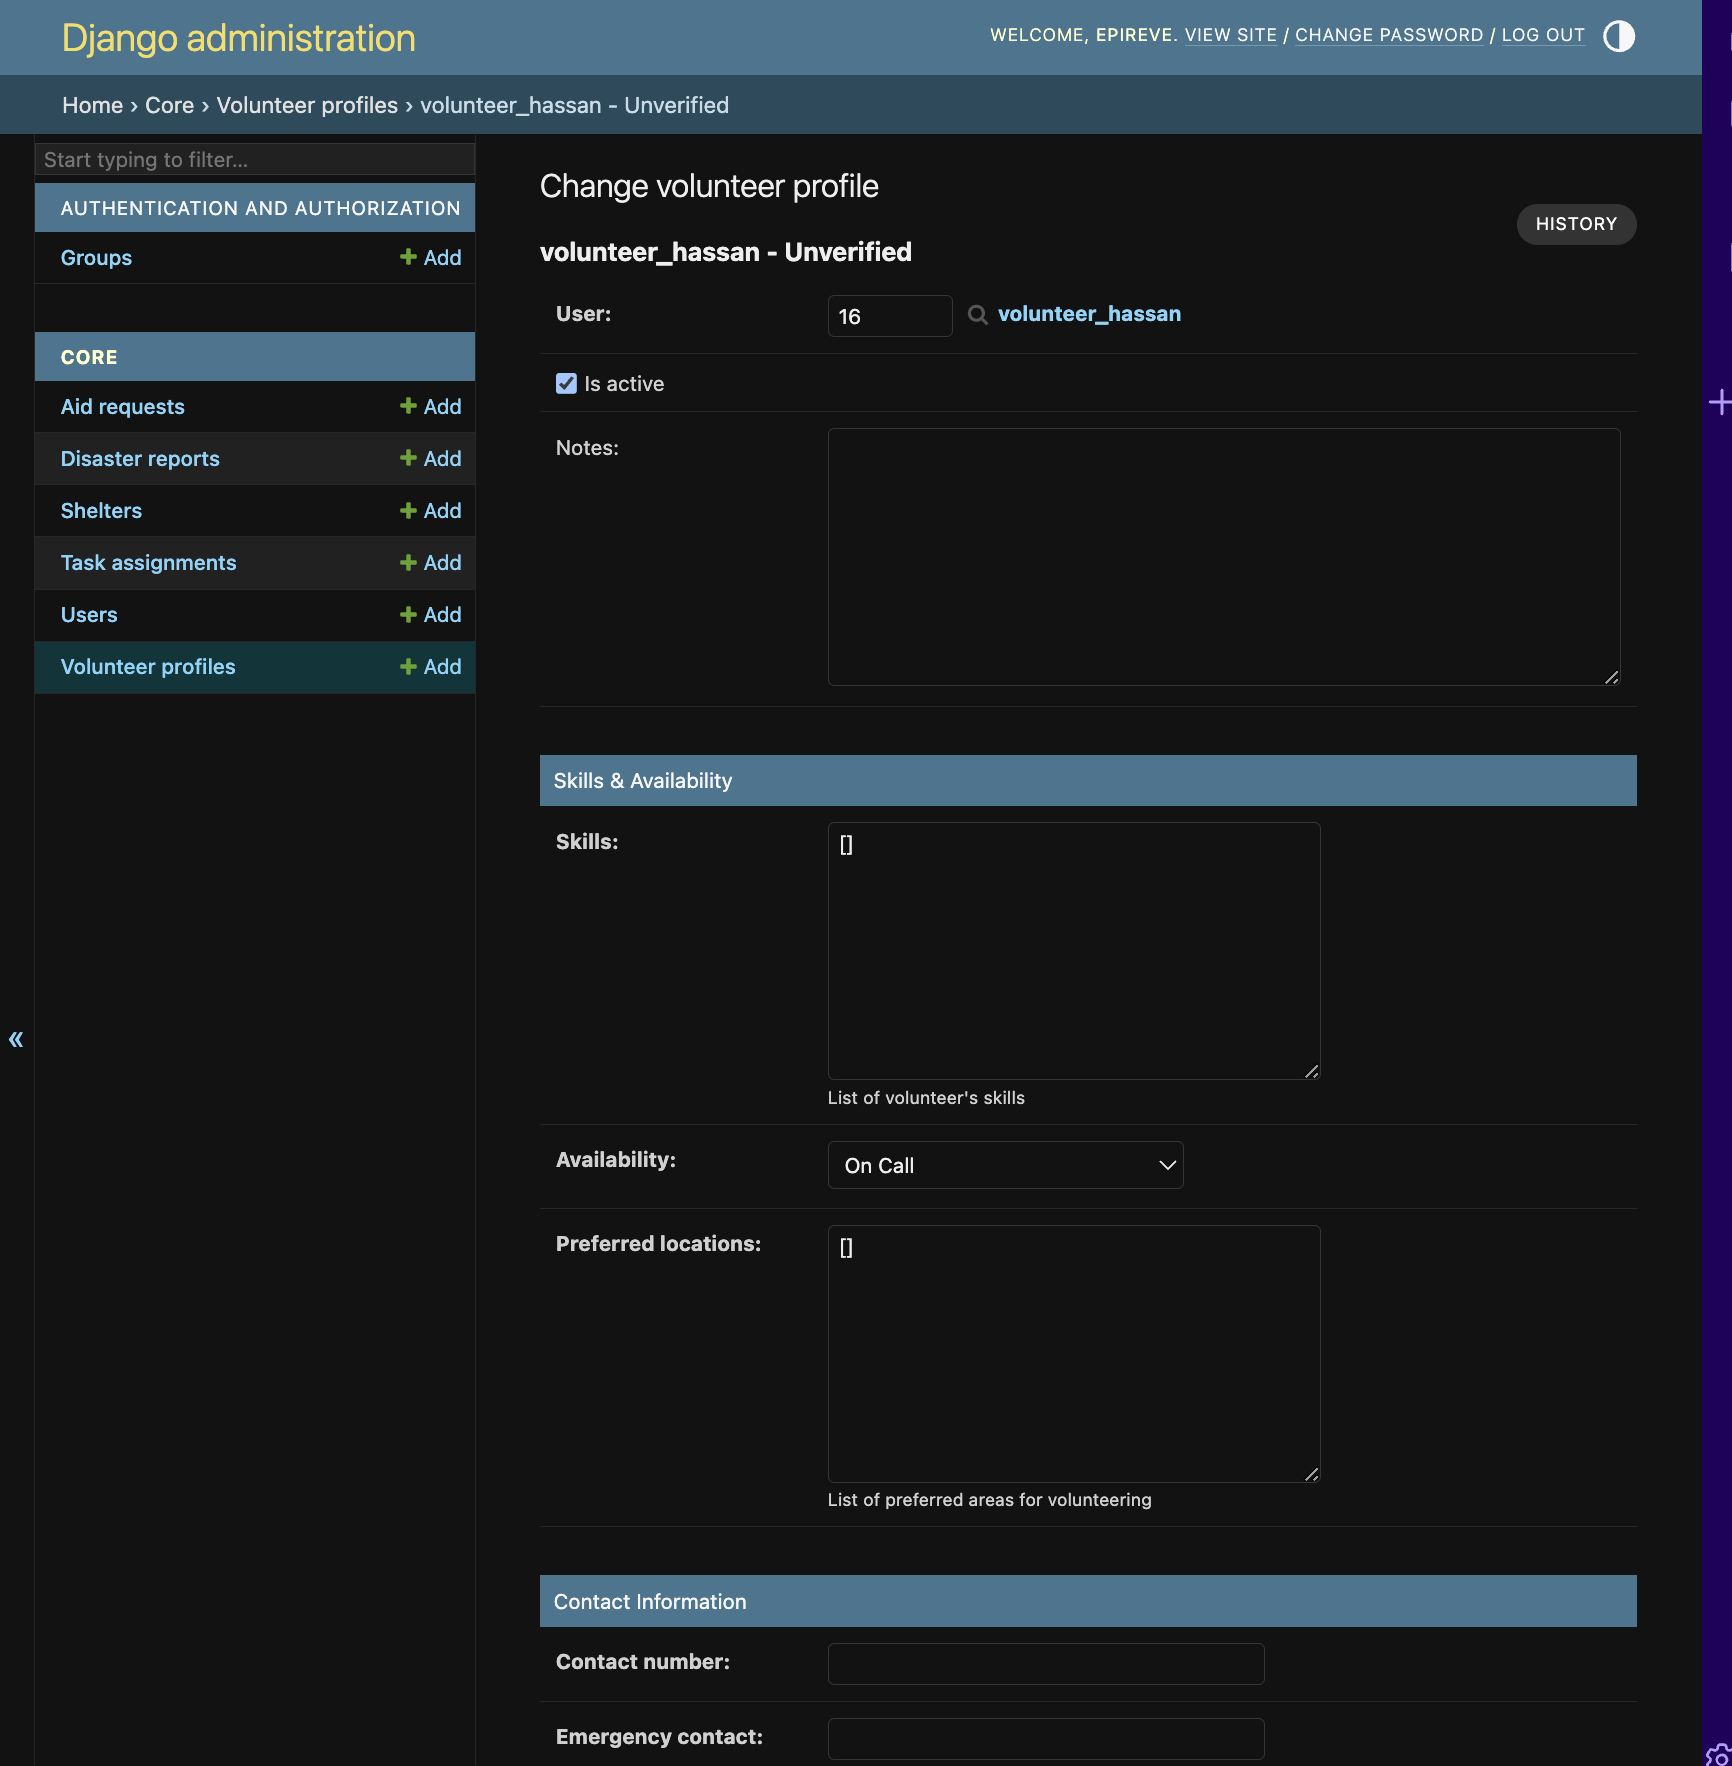 Django administration
WELCOME, EPIREVE. VIEW SITE / CHANGE PASSWORD / LOG OUT
Home › Core › Volunteer profiles › volunteer_hassan - Unverified
Start typing to filter...
AUTHENTICATION AND AUTHORIZATION
Groups Add
CORE
Aid requests Add
Disaster reports Add
Shelters Add
Task assignments Add
Users Add
Volunteer profiles Add
«
Change volunteer profile
HISTORY
volunteer_hassan - Unverified
User: 16 volunteer_hassan
Is active
Notes:
Skills & Availability
Skills: []
List of volunteer's skills
Availability: On Call
Preferred locations: []
List of preferred areas for volunteering
Contact Information
Contact number:
Emergency contact: